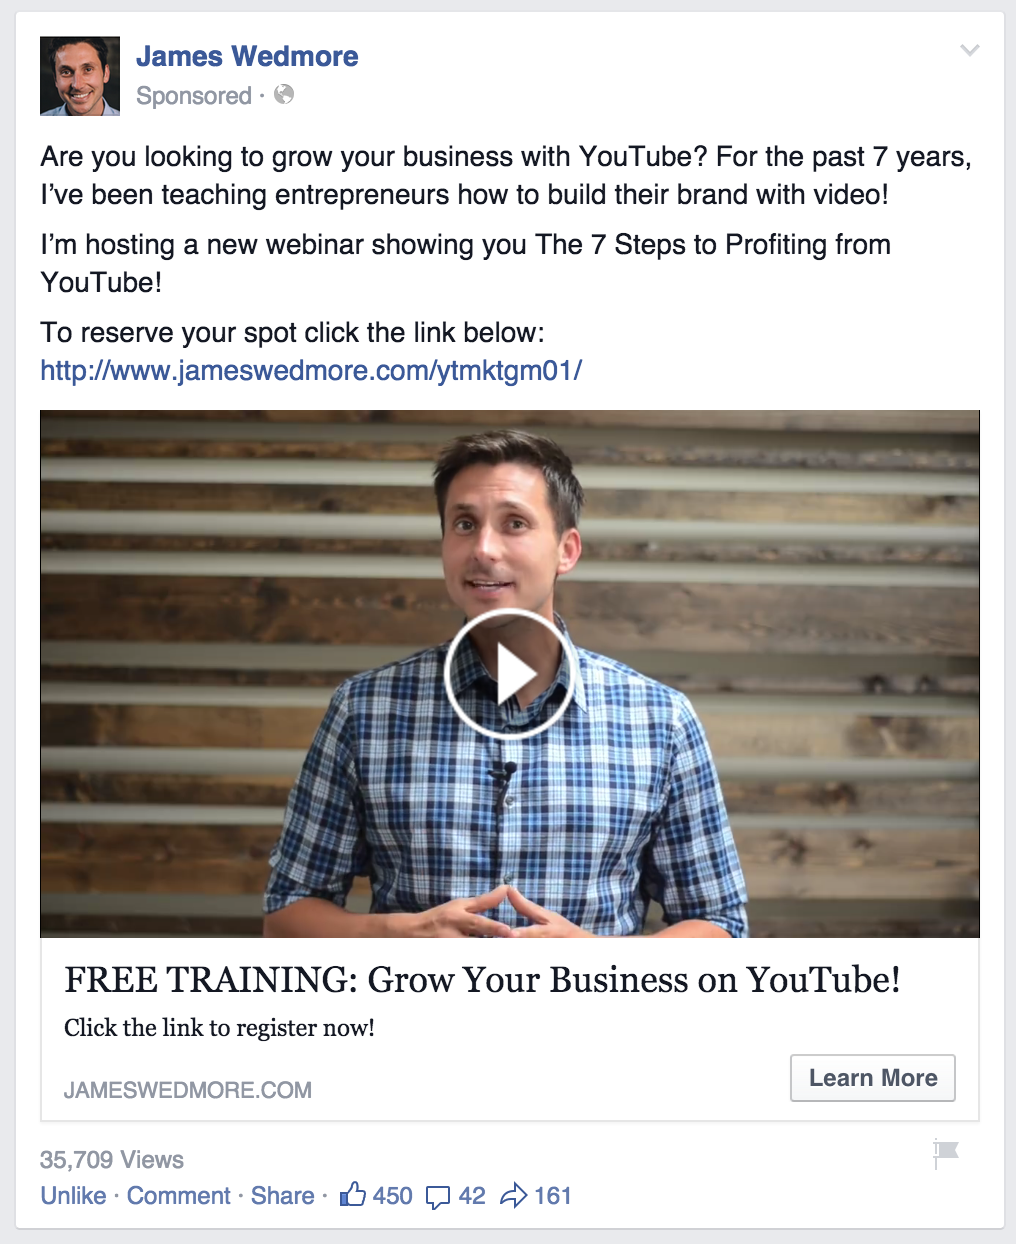 James Wedmore
Sponsored ·
Are you looking to grow your business with YouTube? For the past 7 years,
I’ve been teaching entrepreneurs how to build their brand with video!
I’m hosting a new webinar showing you The 7 Steps to Profiting from
YouTube!
To reserve your spot click the link below:
http://www.jameswedmore.com/ytmktgm01/
FREE TRAINING: Grow Your Business on YouTube!
Click the link to register now!
JAMESWEDMORE.COM
Learn More
35,709 Views
Unlike · Comment · Share · 450 42 161